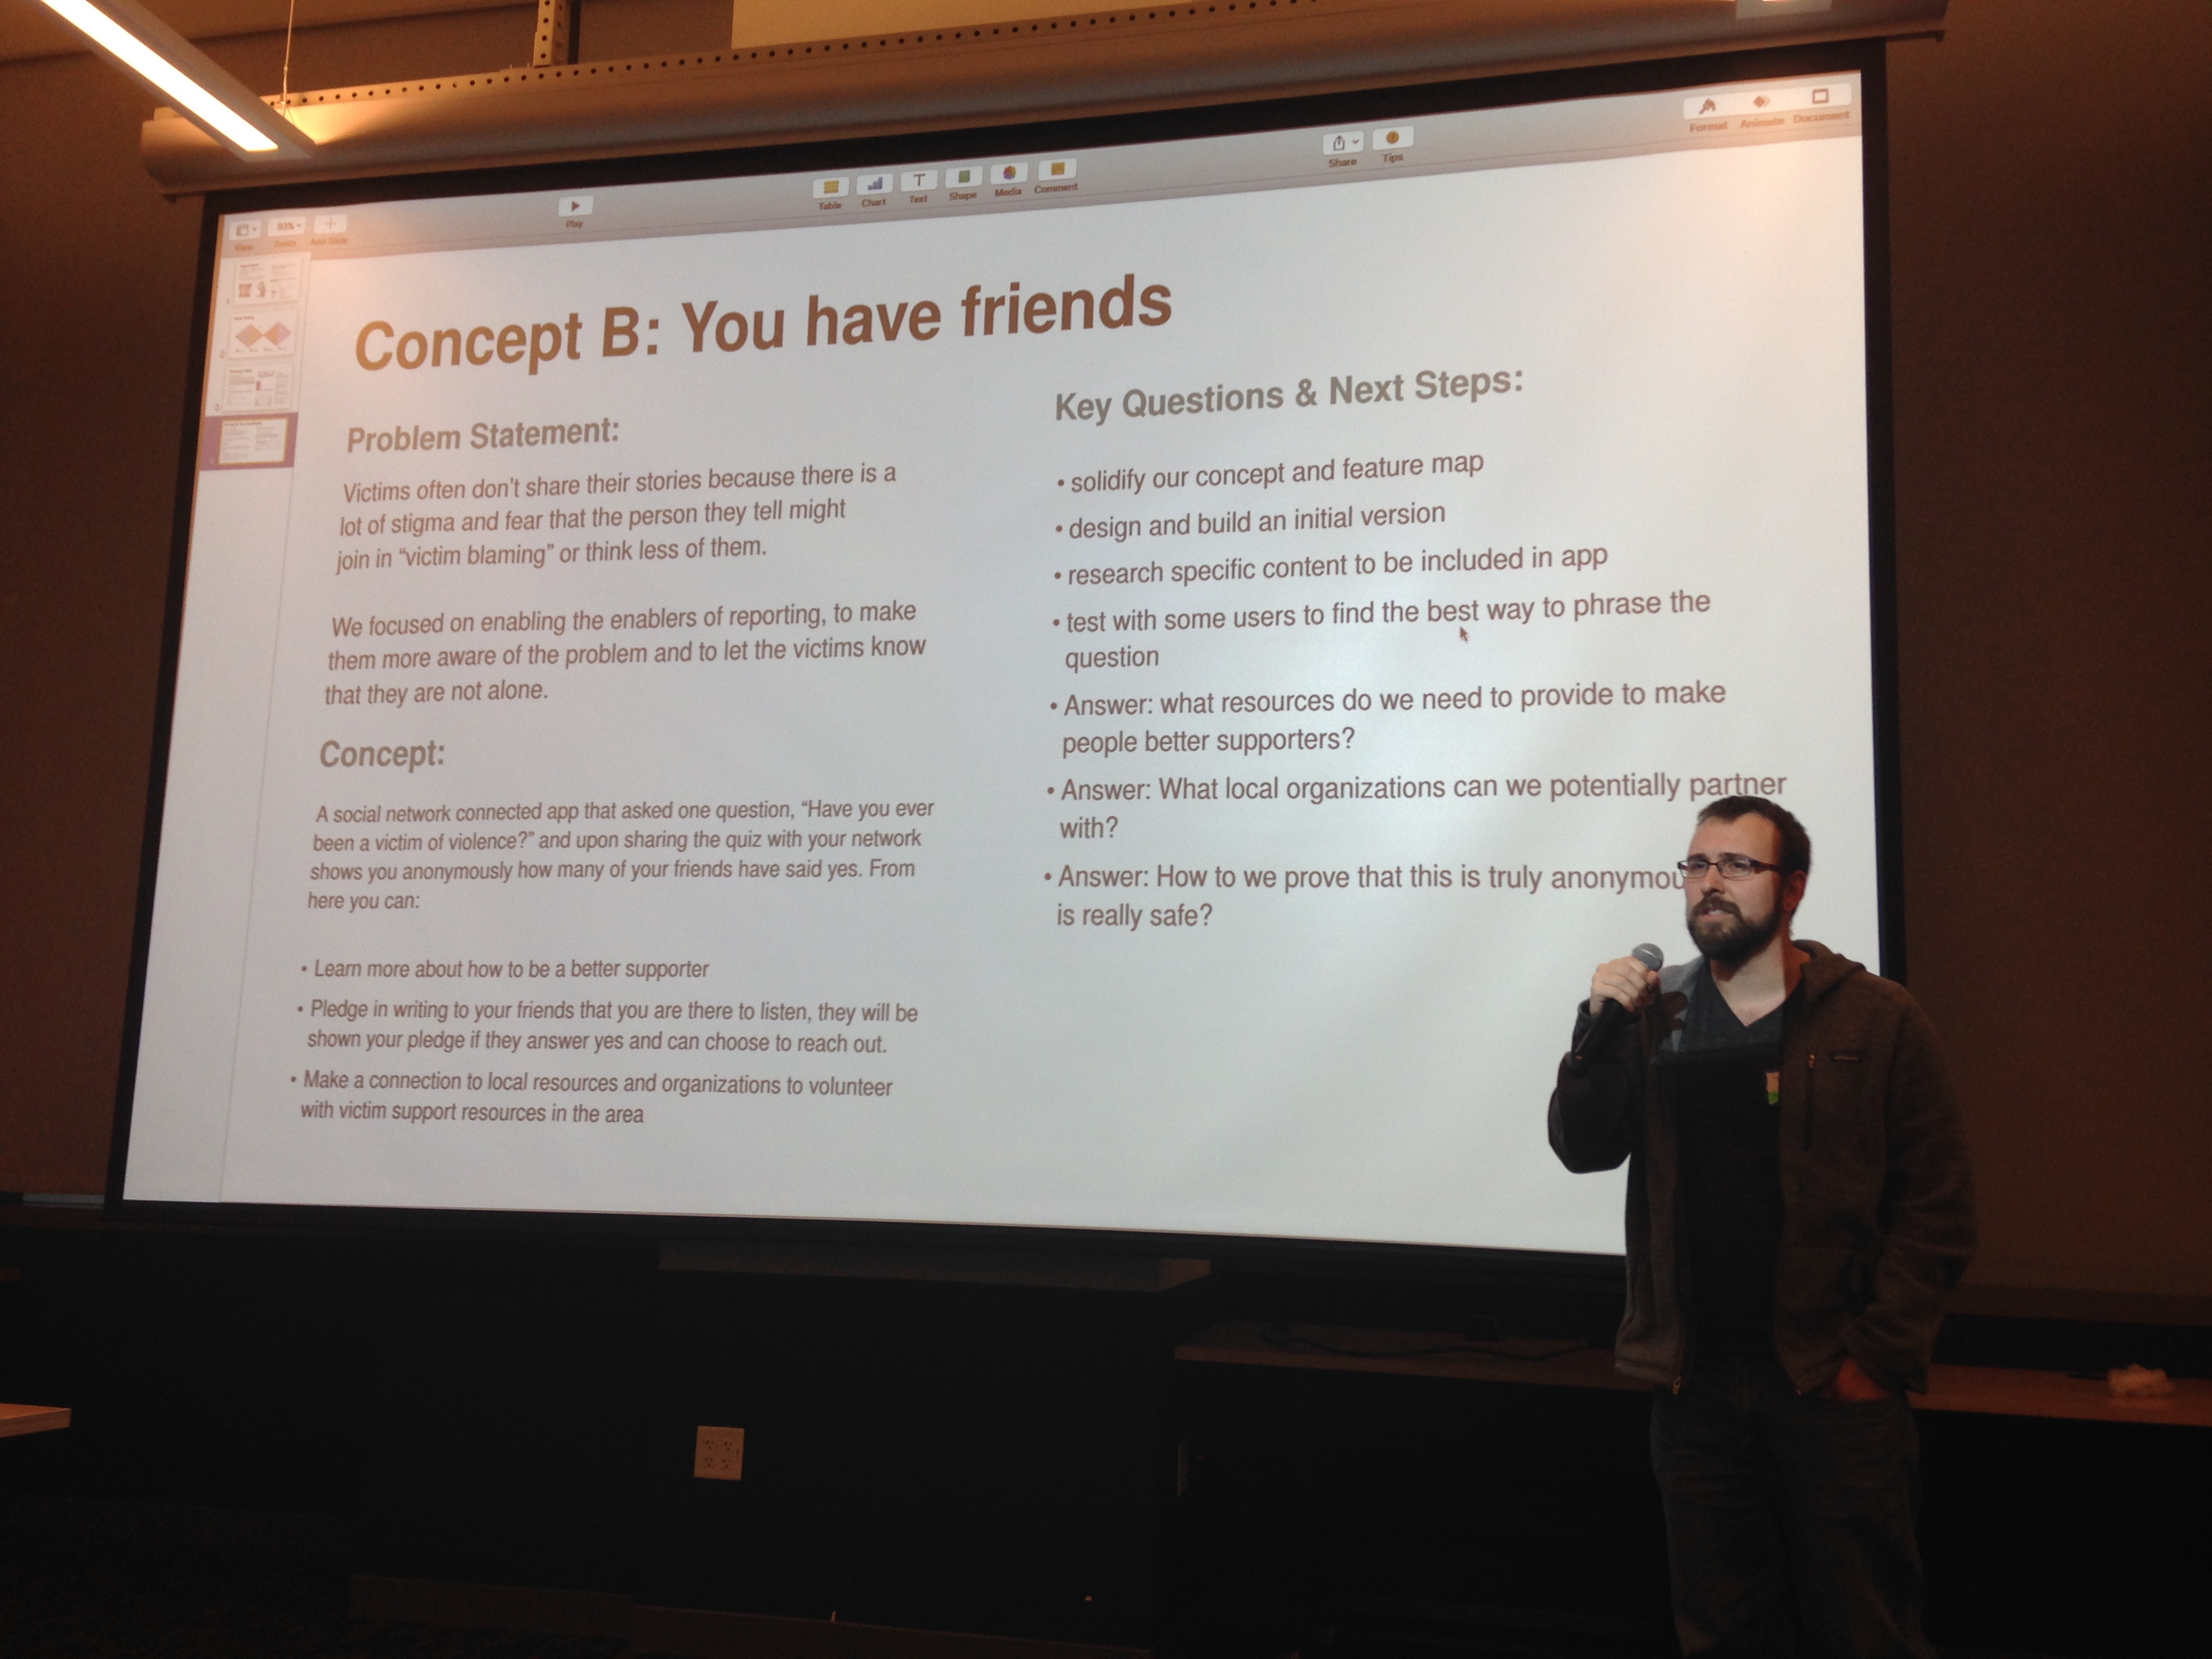 View
93%
Zoom
Add Slide
Play
Table
Chart
Text
Shape
Media
Comment
Share
Tips
Format
Animate
Document
1
2
3
Concept B: You have friends
Problem Statement:
Victims often don't share their stories because there is a
lot of stigma and fear that the person they tell might
join in “victim blaming” or think less of them.
We focused on enabling the enablers of reporting, to make
them more aware of the problem and to let the victims know
that they are not alone.
Concept:
A social network connected app that asked one question, “Have you ever
been a victim of violence?” and upon sharing the quiz with your network
shows you anonymously how many of your friends have said yes. From
here you can:
• Learn more about how to be a better supporter
• Pledge in writing to your friends that you are there to listen, they will be
shown your pledge if they answer yes and can choose to reach out.
• Make a connection to local resources and organizations to volunteer
with victim support resources in the area
Key Questions & Next Steps:
• solidify our concept and feature map
• design and build an initial version
• research specific content to be included in app
• test with some users to find the best way to phrase the
question
• Answer: what resources do we need to provide to make
people better supporters?
• Answer: What local organizations can we potentially partner
with?
• Answer: How to we prove that this is truly anonymou
is really safe?